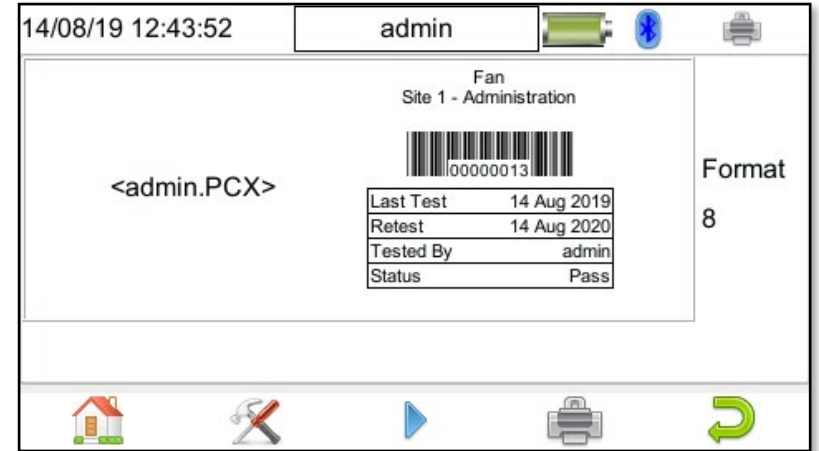 14/08/19 12:43:52 admin
Fan
Site 1 - Administration
00000013
<admin.PCX>
Last Test 14 Aug 2019
Retest 14 Aug 2020
Tested By admin
Status Pass
Format
8